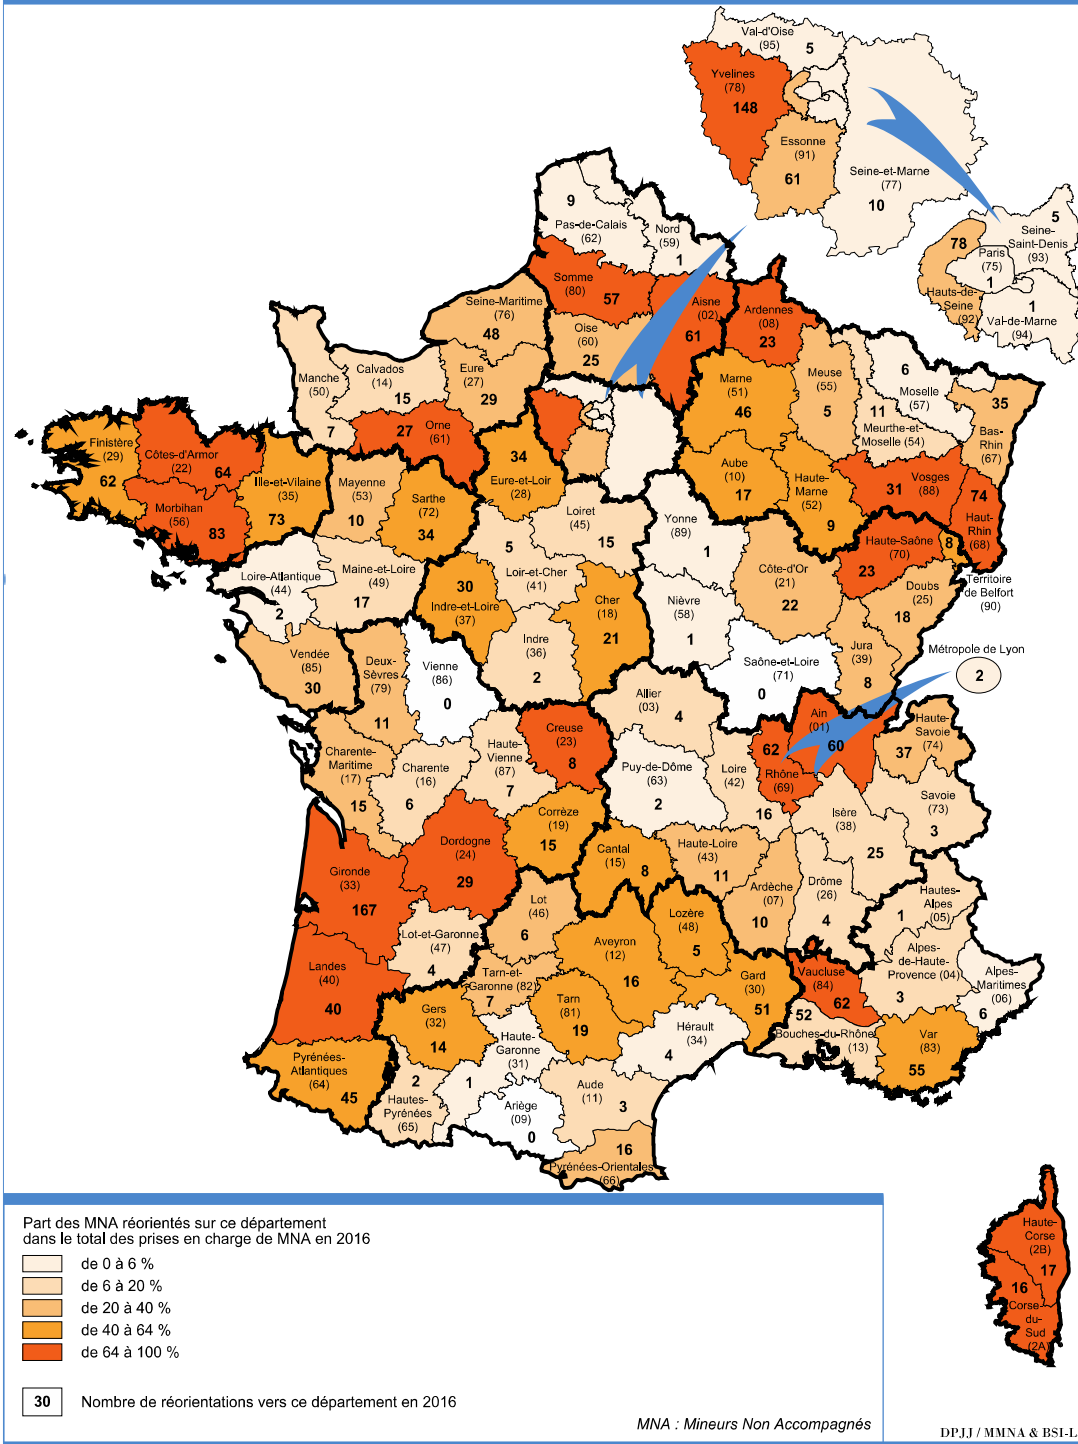 Val-d'Oise
(95)
5
Yvelines
(78)
148
Essonne
(91)
61
Seine-et-Marne
(77)
10
5
Seine-
Saint-Denis
(93)
78
Paris
(75)
1
Hauts-de-
Seine
(92)
1
Val-de-Marne
(94)
9
Pas-de-Calais
(62)
Nord
(59)
1
Somme
(80)
57
Aisne
(02)
61
Ardennes
(08)
23
Seine-Maritime
(76)
48
Oise
(60)
25
Eure
(27)
29
Calvados
(14)
15
Manche
(50)
7
27
Orne
(61)
Marne
(51)
46
Meuse
(55)
5
6
Moselle
(57)
11
Meurthe-et-
Moselle (54)
35
Bas-
Rhin
(67)
Finistère
(29)
62
Côtes-d'Armor
(22)
64
Morbihan
(56)
83
Ille-et-Vilaine
(35)
73
Mayenne
(53)
10
Sarthe
(72)
34
34
Eure-et-Loir
(28)
Aube
(10)
17
Haute-
Marne
(52)
9
31
Vosges
(88)
74
Haut-
Rhin
(68)
Loiret
(45)
15
Yonne
(89)
1
Haute-Saône
(70)
23
8
Territoire
de Belfort
(90)
Loire-Atlantique
(44)
2
Maine-et-Loire
(49)
17
5
Loir-et-Cher
(41)
30
Indre-et-Loire
(37)
Cher
(18)
21
Nièvre
(58)
1
Côte-d'Or
(21)
22
Doubs
(25)
18
Jura
(39)
8
Vendée
(85)
30
Deux-
Sèvres
(79)
11
Vienne
(86)
0
Indre
(36)
2
Saône-et-Loire
(71)
0
Métropole de Lyon
2
Allier
(03)
4
Ain
(01)
60
62
Rhône
(69)
Haute-
Savoie
(74)
37
Charente-
Maritime
(17)
15
Charente
(16)
6
Haute-
Vienne
(87)
7
Creuse
(23)
8
Puy-de-Dôme
(63)
2
Loire
(42)
16
Savoie
(73)
3
Isère
(38)
25
Corrèze
(19)
15
Dordogne
(24)
29
Gironde
(33)
167
Cantal
(15)
8
Haute-Loire
(43)
11
Ardèche
(07)
10
Drôme
(26)
4
Hautes-
Alpes
(05)
1
Lot
(46)
6
Lot-et-Garonne
(47)
4
Landes
(40)
40
Aveyron
(12)
16
Lozère
(48)
5
Gard
(30)
51
Vaucluse
(84)
62
Alpes-
de-Haute-
Provence (04)
3
Alpes-
Maritimes
(06)
6
Tarn-et-
Garonne (82)
7
Tarn
(81)
19
Gers
(32)
14
Haute-
Garonne
(31)
1
Hérault
(34)
4
52
Bouches-du-Rhône
(13)
Var
(83)
55
Pyrénées-
Atlantiques
(64)
45
2
Hautes-
Pyrénées
(65)
Ariège
(09)
0
Aude
(11)
3
16
Pyrénées-Orientales
(66)
Haute-
Corse
(2B)
17
16
Corse-
du-
Sud
(2A)
Part des MNA réorientés sur ce département
dans le total des prises en charge de MNA en 2016
de 0 à 6 %
de 6 à 20 %
de 20 à 40 %
de 40 à 64 %
de 64 à 100 %
30 Nombre de réorientations vers ce département en 2016
MNA : Mineurs Non Accompagnés
DPJJ / MMNA & BSI-L